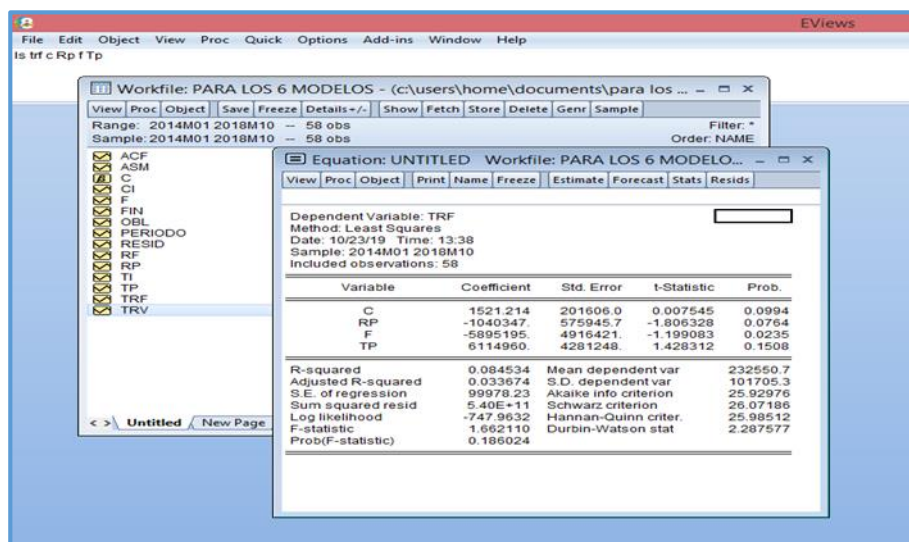 EViews
File Edit Object View Proc Quick Options Add-ins Window Help
ls trf c Rp f Tp
Workfile: PARA LOS 6 MODELOS - (c:\users\home\documents\para los ...
View Proc Object Save Freeze Details+/- Show Fetch Store Delete Genr Sample
Range: 2014M01 2018M10 -- 58 obs Filter: *
Sample: 2014M01 2018M10 -- 58 obs Order: NAME
ACF
ASM
C
CI
F
FIN
OBL
PERIODO
RESID
RF
RP
TI
TP
TRF
TRV
< > Untitled New Page
Equation: UNTITLED Workfile: PARA LOS 6 MODELO...
View Proc Object Print Name Freeze Estimate Forecast Stats Resids
Dependent Variable: TRF
Method: Least Squares
Date: 10/23/19 Time: 13:38
Sample: 2014M01 2018M10
Included observations: 58
Variable Coefficient Std. Error t-Statistic Prob.
C 1521.214 201606.0 0.007545 0.0994
RP -1040347. 575945.7 -1.806328 0.0764
F -5895195. 4916421. -1.199083 0.0235
TP 6114960. 4281248. 1.428312 0.1508
R-squared 0.084534 Mean dependent var 232550.7
Adjusted R-squared 0.033674 S.D. dependent var 101705.3
S.E. of regression 99978.23 Akaike info criterion 25.92976
Sum squared resid 5.40E+11 Schwarz criterion 26.07186
Log likelihood -747.9632 Hannan-Quinn criter. 25.98512
F-statistic 1.662110 Durbin-Watson stat 2.287577
Prob(F-statistic) 0.186024